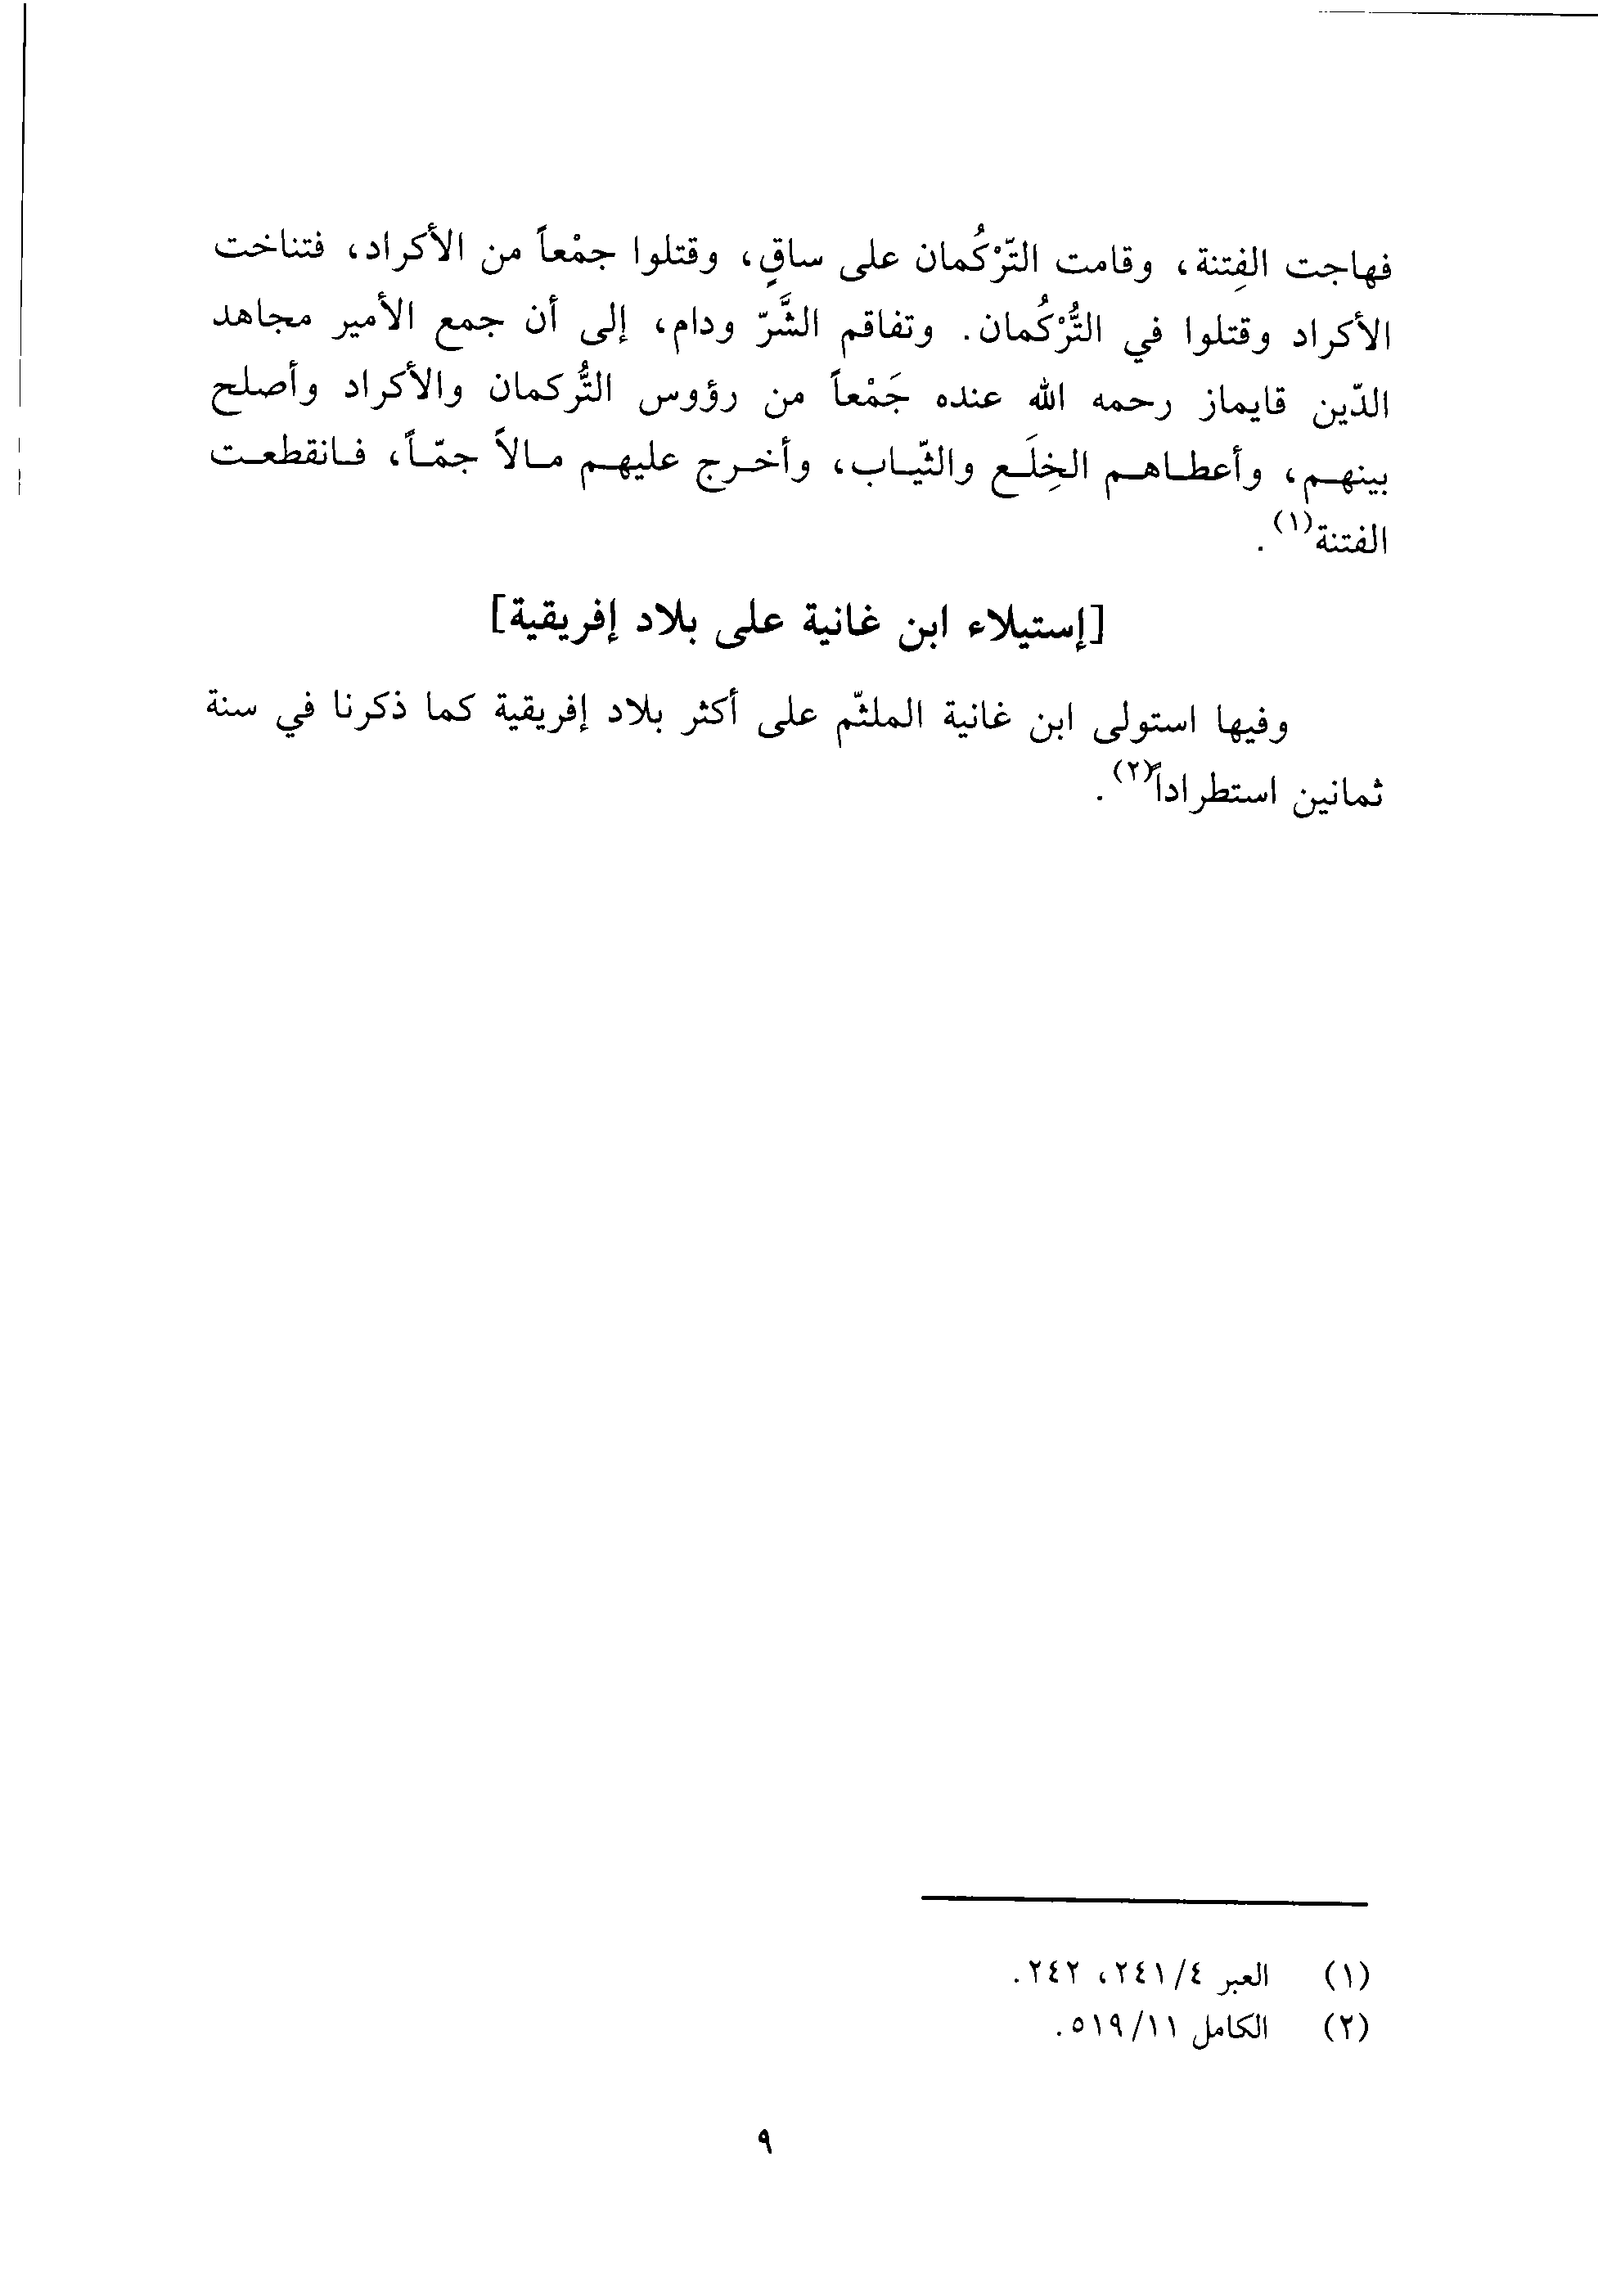 فهاجت الفِتنة، وقامت التّرْكُمان على ساقٍ، وقتلوا جمْعاً من الأكراد، فتناخت
الأكراد وقتلوا في التُّرْكُمان. وتفاقم الشَّرّ ودام، إلى أن جمع الأمير مجاهد
الدّين قايماز رحمه الله عنده جَمْعاً من رؤوس التُّركمان والأكراد وأصلح
بينهم، وأعطاهم الخِلَع والثّياب، وأخرج عليهم مالاً جمّاً، فانقطعت
الفتنة(١).
[إستيلاء ابن غانية على بلاد إفريقية]
وفيها استولى ابن غانية الملثّم على أكثر بلاد إفريقية كما ذكرنا في سنة
ثمانين استطراداً(٢).
(١) العبر ٢٤١/٤، ٢٤٢.
(٢) الكامل ٥١٩/١١.
٩